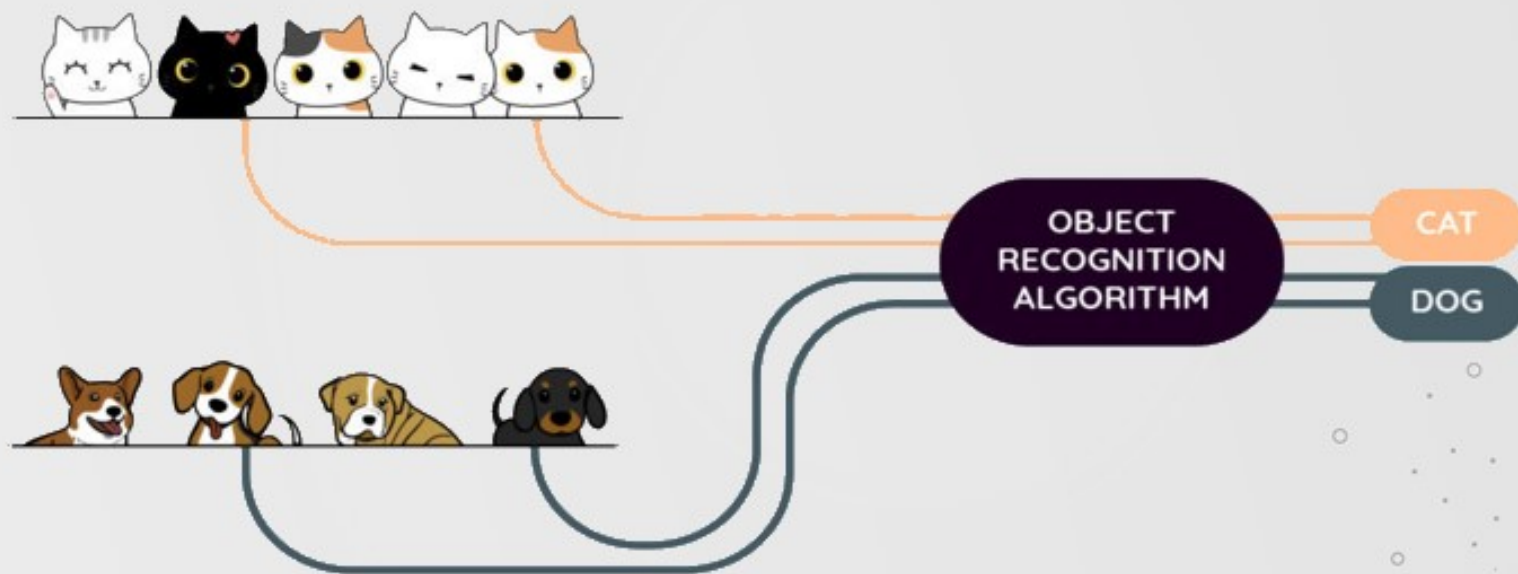 OBJECT
RECOGNITION
ALGORITHM
CAT
DOG